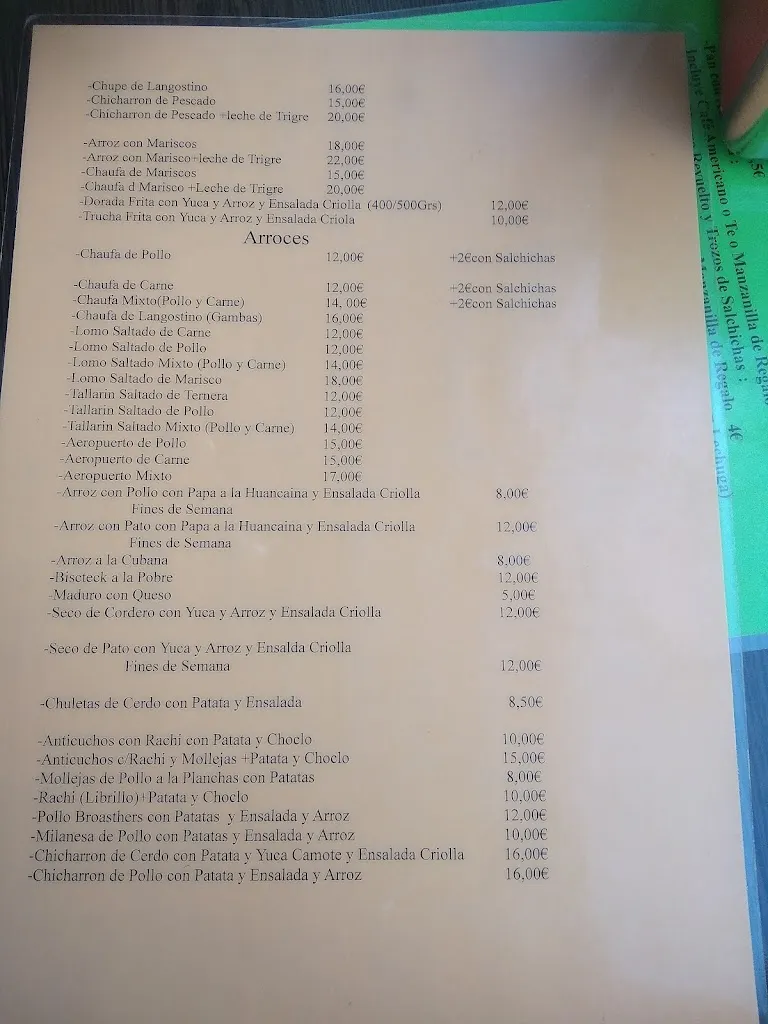 -Chupe de Langostino 16,00€
-Chicharron de Pescado 15,00€
-Chicharron de Pescado +leche de Trigre 20,00€
-Arroz con Mariscos 18,00€
-Arroz con Marisco+leche de Trigre 22,00€
-Chaufa de Mariscos 15,00€
-Chaufa d Marisco +Leche de Tigre 20,00€
-Dorada Frita con Yuca y Arroz y Ensalada Criolla (400/500Grs) 12,00€
-Trucha Frita con Yuca y Arroz y Ensalada Criola 10,00€
Arroces
-Chaufa de Pollo 12,00€ +2€con Salchichas
-Chaufa de Carne 12,00€ +2€con Salchichas
-Chaufa Mixto(Pollo y Carne) 14, 00€ +2€con Salchichas
-Chaufa de Langostino (Gambas) 16,00€
-Lomo Saltado de Carne 12,00€
-Lomo Saltado de Pollo 12,00€
-Lomo Saltado Mixto (Pollo y Carne) 14,00€
-Lomo Saltado de Marisco 18,00€
-Tallarin Saltado de Ternera 12,00€
-Tallarin Saltado de Pollo 12,00€
-Tallarin Saltado Mixto (Pollo y Carne) 14,00€
-Aeropuerto de Pollo 15,00€
-Aeropuerto de Carne 15,00€
-Aeropuerto Mixto 17,00€
-Arroz con Pollo con Papa a la Huancaina y Ensalada Criolla 8,00€
Fines de Semana
-Arroz con Pato con Papa a la Huancaina y Ensalada Criolla 12,00€
Fines de Semana
-Arroz a la Cubana 8,00€
-Biscteck a la Pobre 12,00€
-Maduro con Queso 5,00€
-Seco de Cordero con Yuca y Arroz y Ensalada Criolla 12,00€
-Seco de Pato con Yuca y Arroz y Ensalda Criolla
Fines de Semana 12,00€
-Chuletas de Cerdo con Patata y Ensalada 8,50€
-Anticuchos con Rachi con Patata y Choclo 10,00€
-Anticuchos c/Rachi y Mollejas +Patata y Choclo 15,00€
-Mollejas de Pollo a la Planchas con Patatas 8,00€
-Rachi (Librillo)+Patata y Choclo 10,00€
-Pollo Broasthers con Patatas y Ensalada y Arroz 12,00€
-Milanesa de Pollo con Patatas y Ensalada y Arroz 10,00€
-Chicharron de Cerdo con Patata y Yuca Camote y Ensalada Criolla 16,00€
-Chicharron de Pollo con Patata y Ensalada y Arroz 16,00€
-Pan con
Incluye Café Americano o Te o Manzanilla de Regalo
Revuelto y Trozos de Salchichas :
Manzanilla de Regalo 4€
Lechuga)